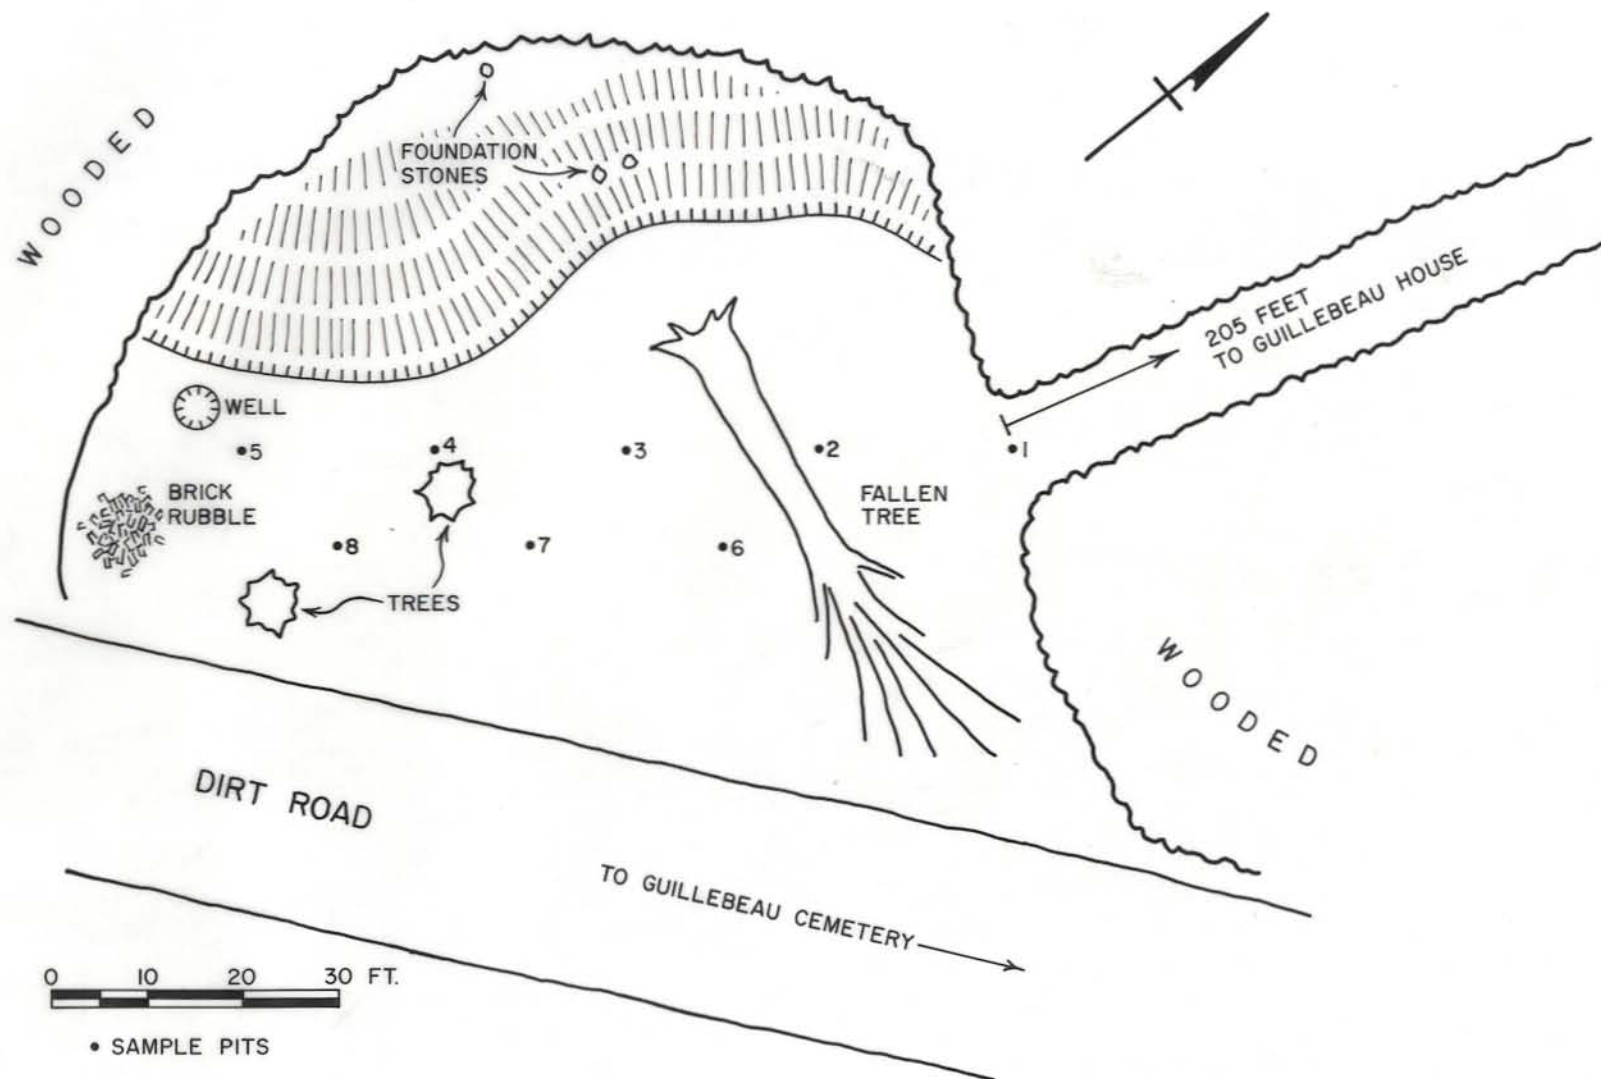 WOODED
FOUNDATION
STONES
205 FEET
TO GUILLEBEAU HOUSE
WELL
5
4
3
2
1
BRICK
RUBBLE
FALLEN
TREE
8
7
6
TREES
WOODED
DIRT ROAD
TO GUILLEBEAU CEMETERY
0 10 20 30 FT.
• SAMPLE PITS